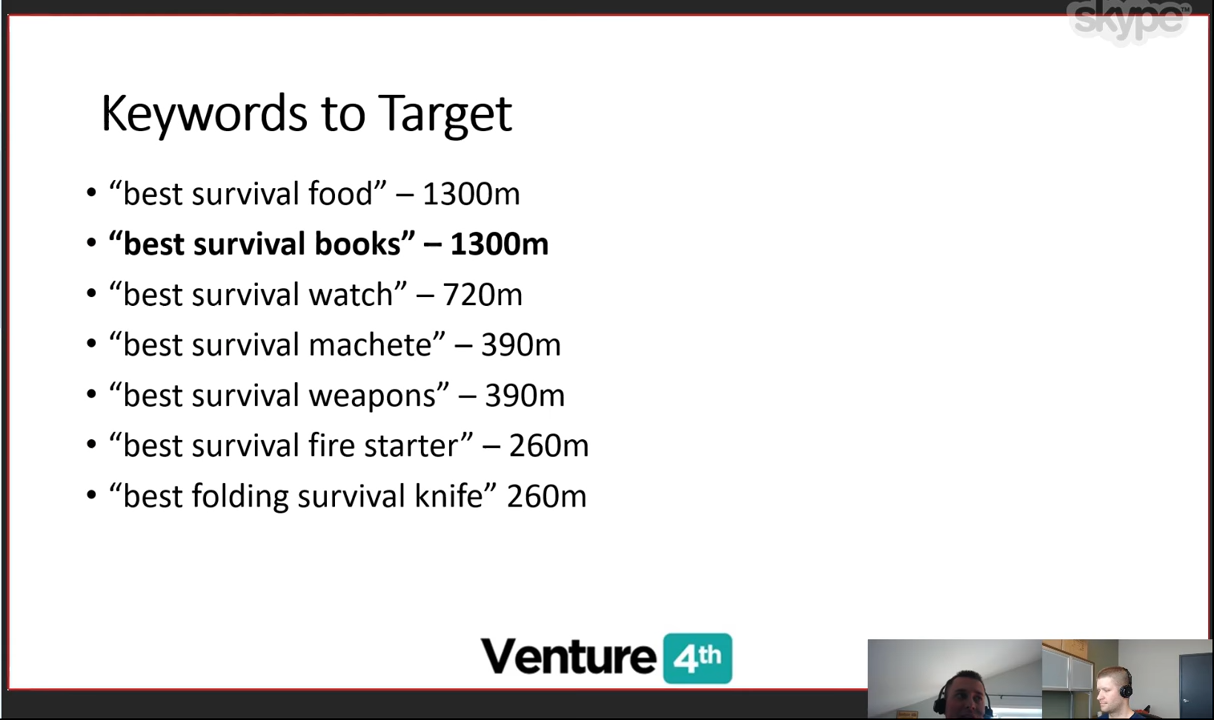 skype™
Keywords to Target
• “best survival food” – 1300m
• “best survival books” – 1300m
• “best survival watch” – 720m
• “best survival machete” – 390m
• “best survival weapons” – 390m
• “best survival fire starter” – 260m
• “best folding survival knife” 260m
Venture 4th